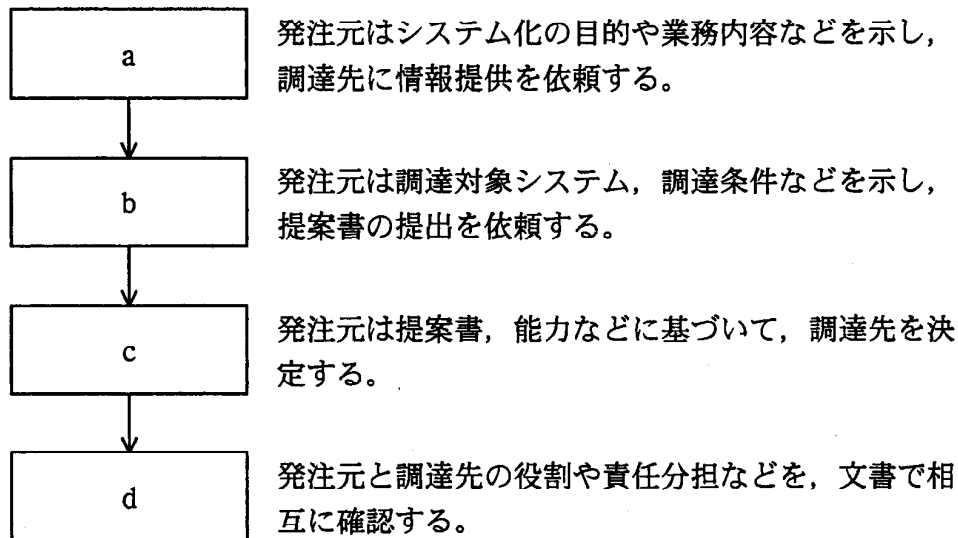 a
発注元はシステム化の目的や業務内容などを示し，
調達先に情報提供を依頼する。
b
発注元は調達対象システム，調達条件などを示し，
提案書の提出を依頼する。
c
発注元は提案書，能力などに基づいて，調達先を決
定する。
d
発注元と調達先の役割や責任分担などを，文書で相
互に確認する。